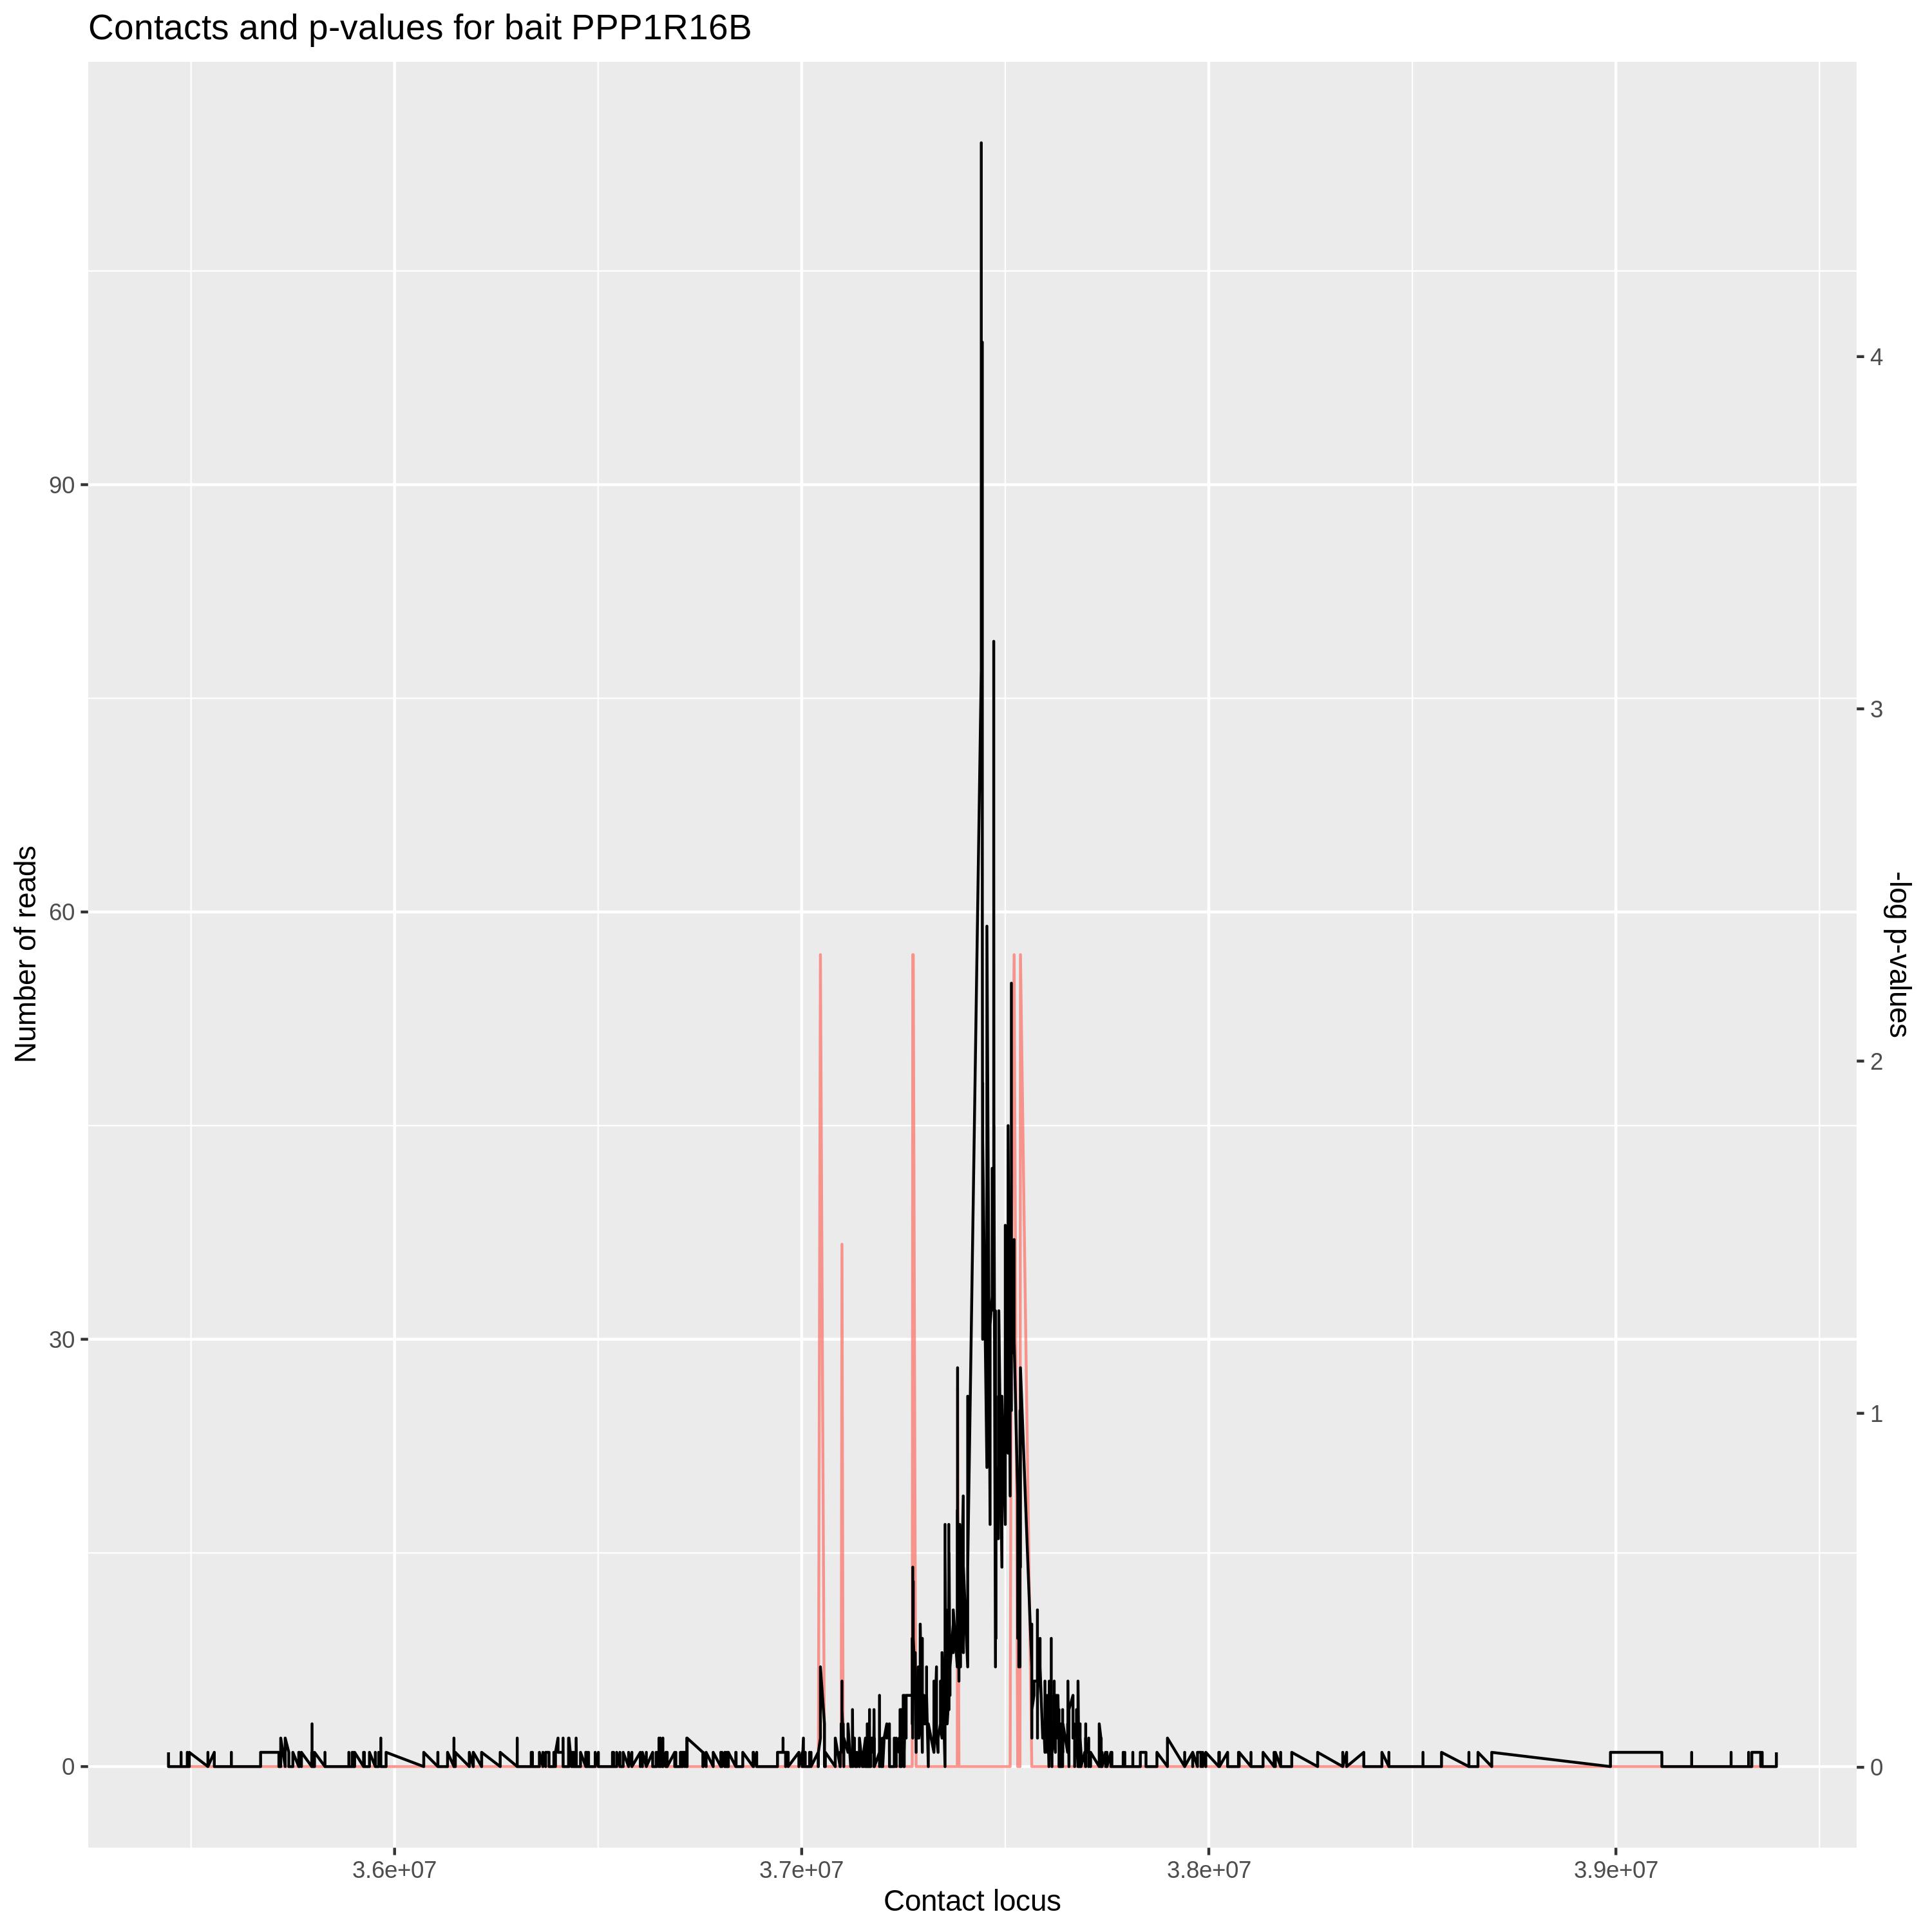 Contacts and p-values for bait PPP1R16B
90
60
30
0
4
3
2
1
0
Number of reads
-log p-values
3.6e+07
3.7e+07
3.8e+07
3.9e+07
Contact locus